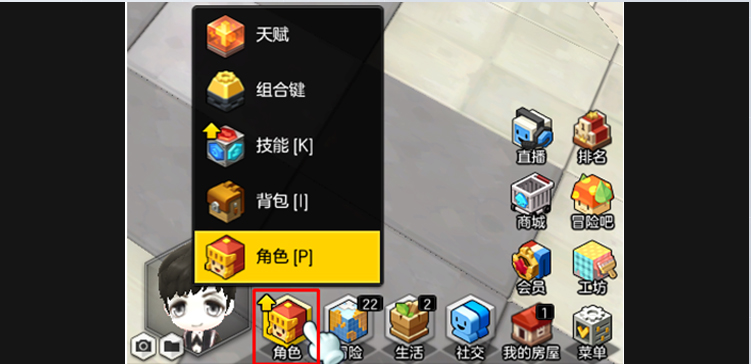 天赋
组合键
技能 [K]
背包 [I]
角色 [P]
直播
排名
商城
冒险吧
会员
工坊
22
2
1
角色
险
生活
社交
我的房屋
菜单